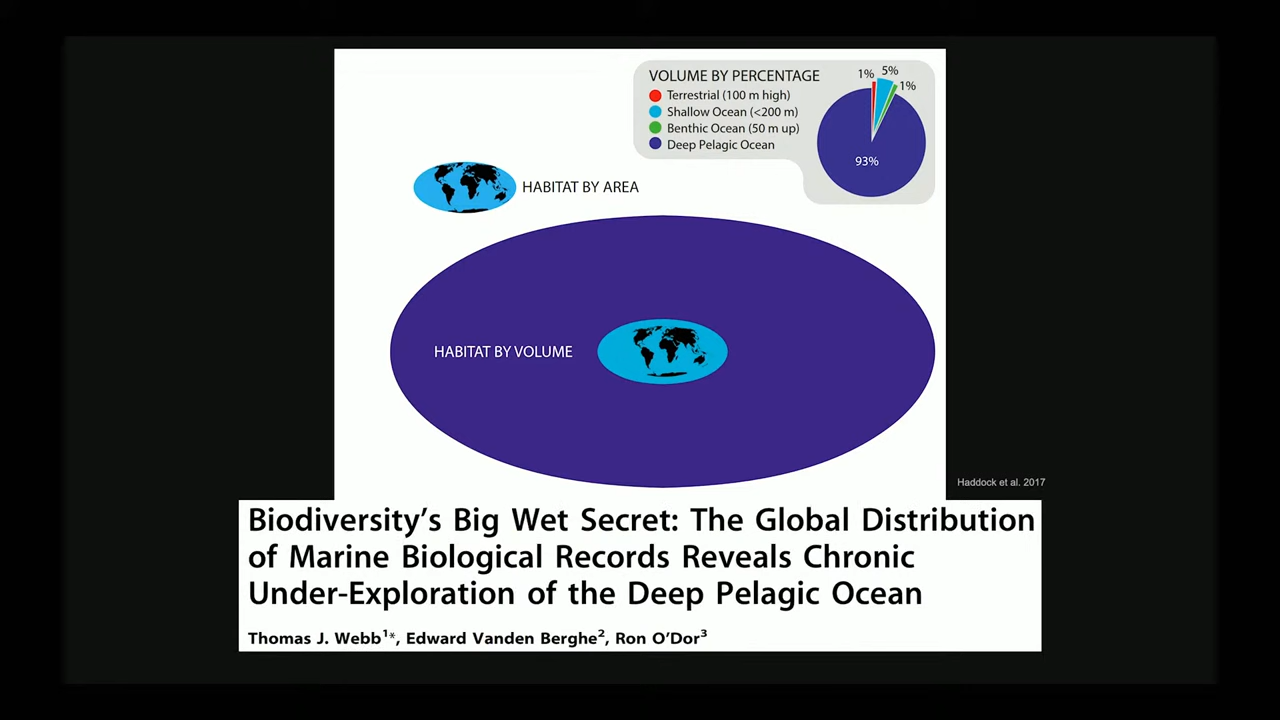 VOLUME BY PERCENTAGE
Terrestrial (100 m high)
Shallow Ocean (<200 m)
Benthic Ocean (50 m up)
Deep Pelagic Ocean
1%
5%
1%
93%
HABITAT BY AREA
HABITAT BY VOLUME
Haddock et al. 2017
Biodiversity's Big Wet Secret: The Global Distribution
of Marine Biological Records Reveals Chronic
Under-Exploration of the Deep Pelagic Ocean
Thomas J. Webb¹*, Edward Vanden Berghe², Ron O'Dor³